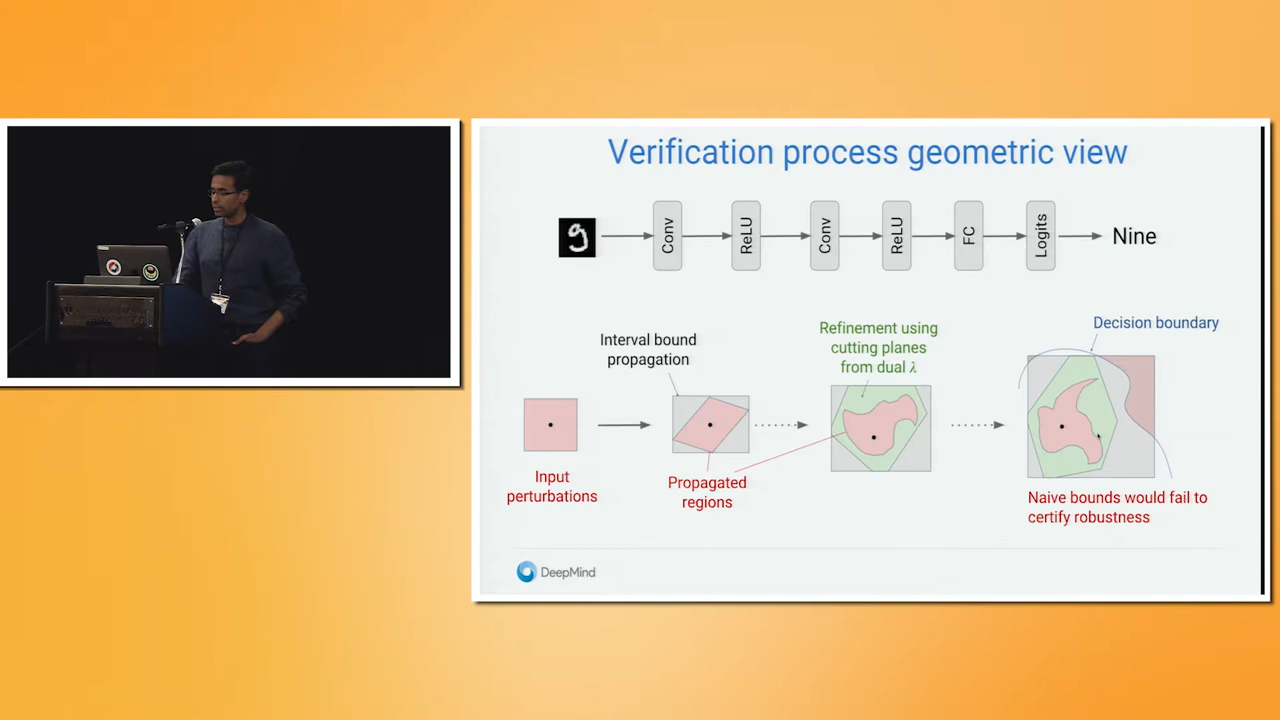 Verification process geometric view
Conv
ReLU
Conv
ReLU
FC
Logits
Nine
Decision boundary
Refinement using
cutting planes
from dual λ
Interval bound
propagation
Input
perturbations
Propagated
regions
Naive bounds would fail to
certify robustness
DeepMind